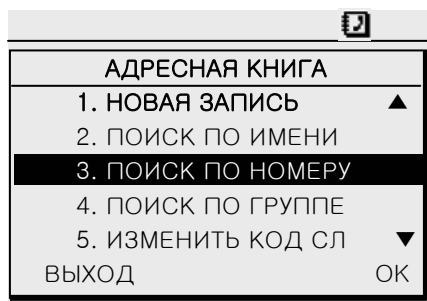 АДРЕСНАЯ КНИГА
1. НОВАЯ ЗАПИСЬ ▲
2. ПОИСК ПО ИМЕНИ
3. ПОИСК ПО НОМЕРУ
4. ПОИСК ПО ГРУППЕ
5. ИЗМЕНИТЬ КОД СЛ ▼
ВЫХОД OK